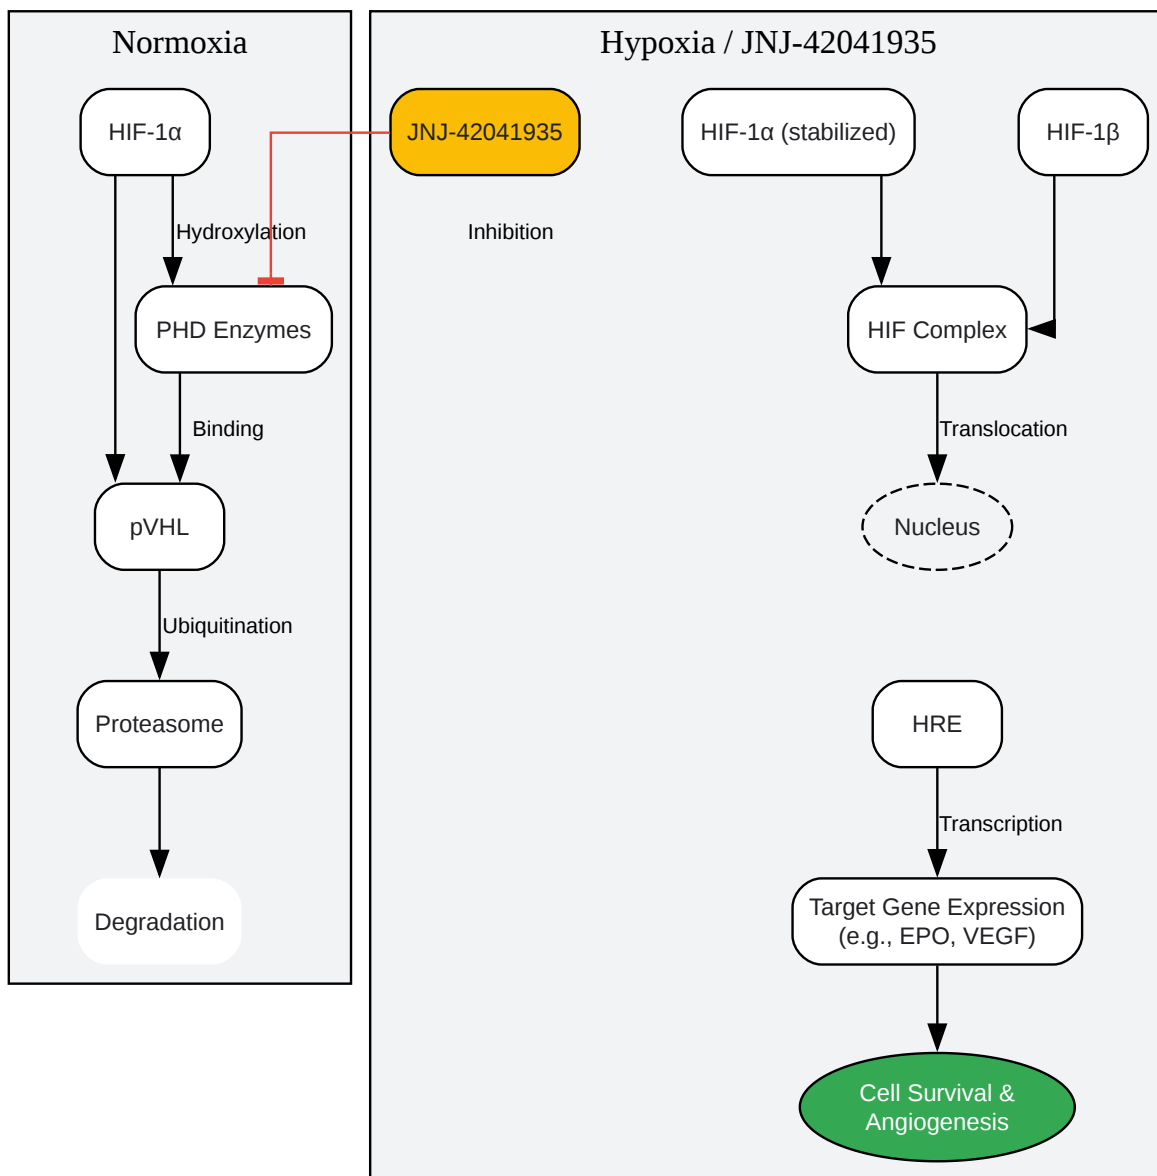 Normoxia
HIF-1α
Hydroxylation
PHD Enzymes
Binding
pVHL
Ubiquitination
Proteasome
Degradation
Hypoxia / JNJ-42041935
JNJ-42041935
Inhibition
HIF-1α (stabilized)
HIF-1β
HIF Complex
Translocation
Nucleus
HRE
Transcription
Target Gene Expression
(e.g., EPO, VEGF)
Cell Survival &
Angiogenesis